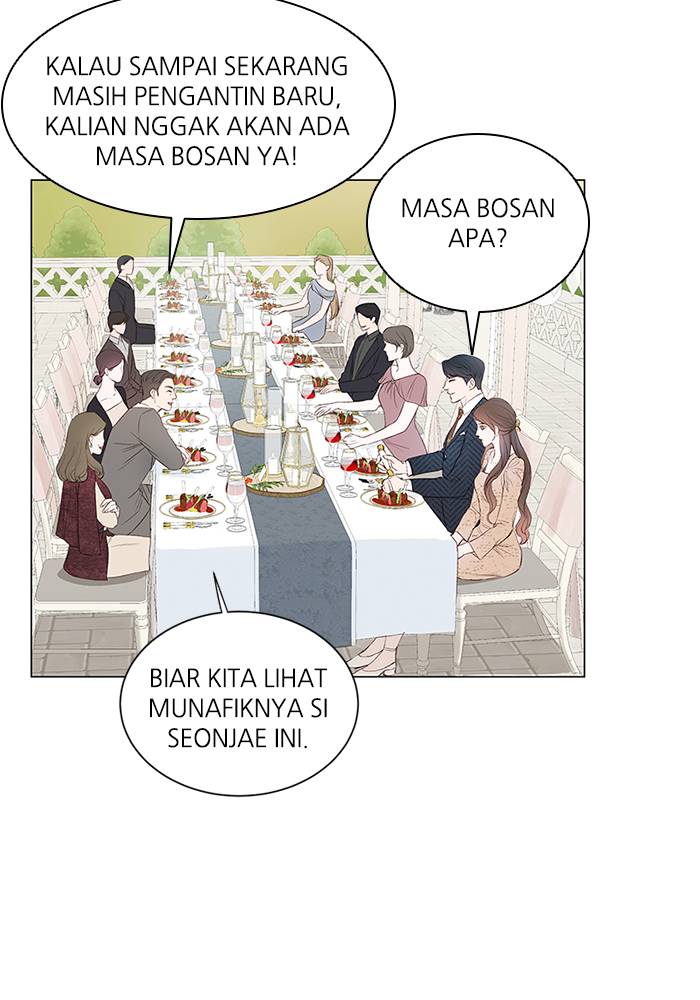 KALAU SAMPAI SEKARANG
MASIH PENGANTIN BARU,
KALIAN NGGAK AKAN ADA
MASA BOSAN YA!
MASA BOSAN
APA?
BIAR KITA LIHAT
MUNAFIKNYA SI
SEONJAE INI.